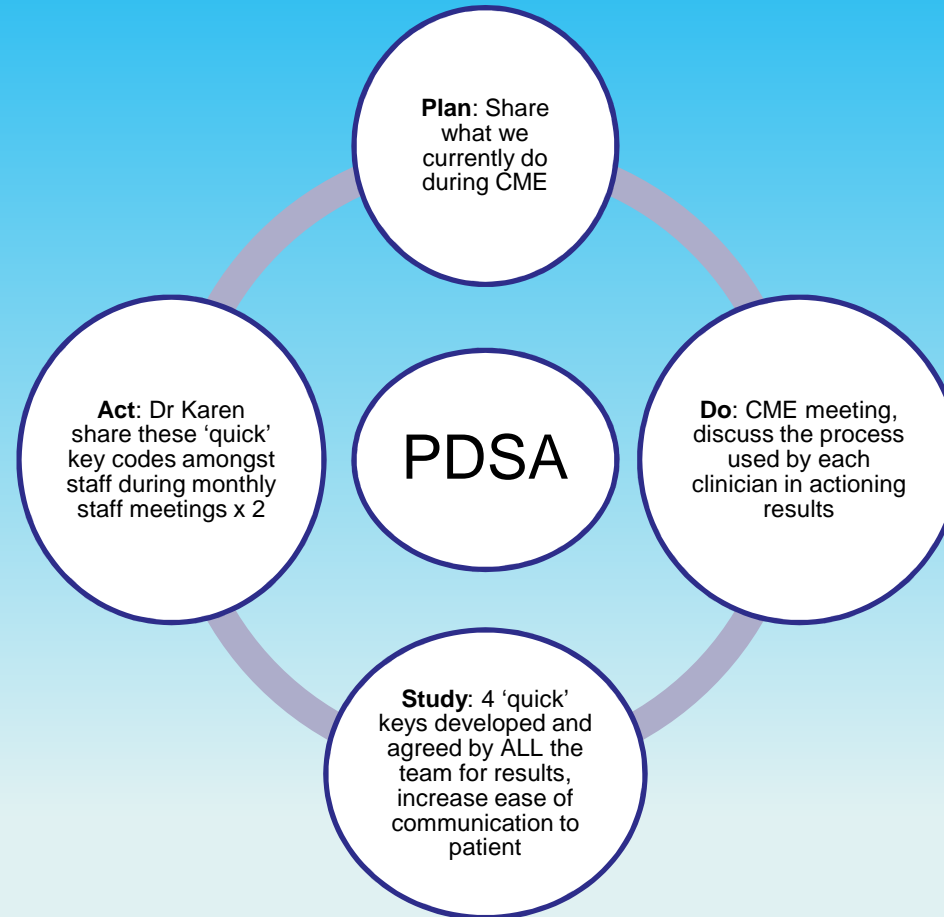 Plan: Share
what we
currently do
during CME
Act: Dr Karen
share these ‘quick’
key codes amongst
staff during monthly
staff meetings x 2
PDSA
Do: CME meeting,
discuss the process
used by each
clinician in actioning
results
Study: 4 ‘quick’
keys developed and
agreed by ALL the
team for results,
increase ease of
communication to
patient